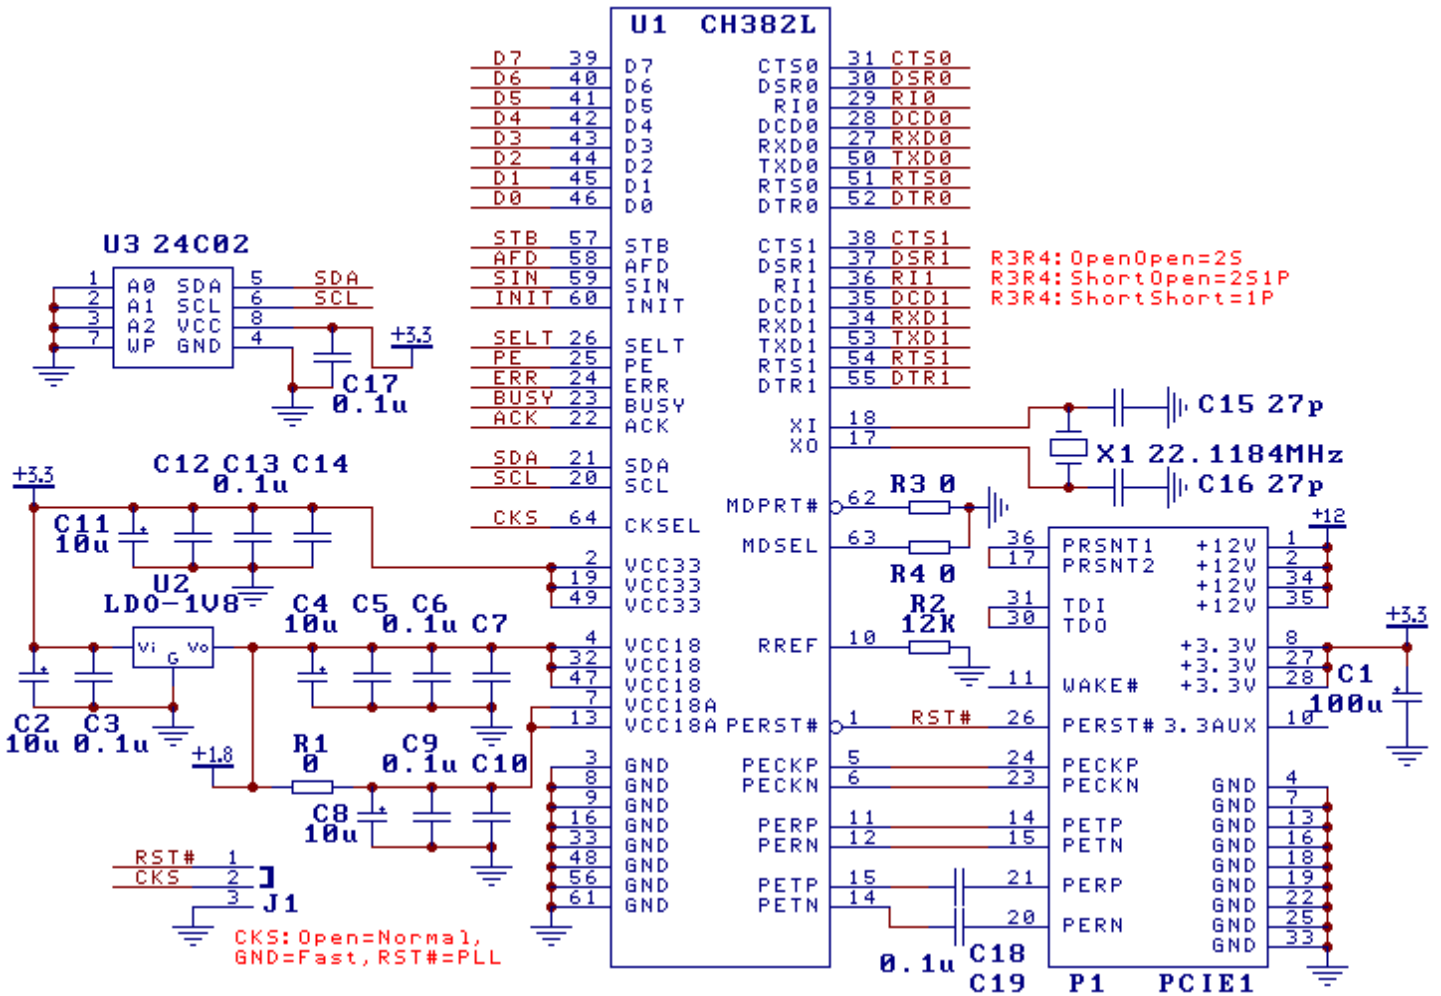 U1 CH382L
D7 39 D7
D6 40 D6
D5 41 D5
D4 42 D4
D3 43 D3
D2 44 D2
D1 45 D1
D0 46 D0
STB 57 STB
AFD 58 AFD
SIN 59 SIN
INIT 60 INIT
SELT 26 SELT
PE 25 PE
ERR 24 ERR
BUSY 23 BUSY
ACK 22 ACK
SDA 21 SDA
SCL 20 SCL
CKS 64 CKSEL
2 VCC33
19 VCC33
49 VCC33
4 VCC18
32 VCC18
47 VCC18
7 VCC18A
13 VCC18A
3 GND
8 GND
9 GND
16 GND
33 GND
48 GND
56 GND
61 GND
CTS0 31 CTS0
DSR0 30 DSR0
RI0 29 RI0
DCD0 28 DCD0
RXD0 27 RXD0
TXD0 50 TXD0
RTS0 51 RTS0
DTR0 52 DTR0
CTS1 38 CTS1
DSR1 37 DSR1
RI1 36 RI1
DCD1 35 DCD1
RXD1 34 RXD1
TXD1 53 TXD1
RTS1 54 RTS1
DTR1 55 DTR1
XI 18
XO 17
MDPRT# 62
MDSEL 63
RREF 10
PERST# 1 RST#
PECKP 5
PECKN 6
PERP 11
PERN 12
PETP 15
PETN 14
R3R4:OpenOpen=2S
R3R4:ShortOpen=2S1P
R3R4:ShortShort=1P
C15 27p
X1 22.1184MHz
C16 27p
R3 0
R4 0
R2
12K
U3 24C02
1 A0 SDA 5 SDA
2 A1 SCL 6 SCL
3 A2 VCC 8
7 WP GND 4
+3.3
C17
0.1u
+3.3
C12 C13 C14
0.1u
C11
10u
U2
LDO-1V8
Vi G Vo
C2
10u
C3
0.1u
C4
10u
C5 C6 C7
0.1u
+1.8
R1
0
C8
10u
C9 C10
0.1u
RST# 1
CKS 2
3 J1
CKS:Open=Normal,
GND=Fast,RST#=PLL
0.1u
C18
C19
36 PRSNT1
17 PRSNT2
31 TDI
30 TDO
11 WAKE#
26 PERST#
24 PECKP
23 PECKN
14 PETP
15 PETN
21 PERP
20 PERN
+12
+12V 1
+12V 2
+12V 34
+12V 35
+3.3V 8
+3.3V 27
+3.3V 28
3.3AUX 10
GND 4
GND 7
GND 13
GND 16
GND 18
GND 19
GND 22
GND 25
GND 33
+3.3
C1
100u
P1 PCIE1